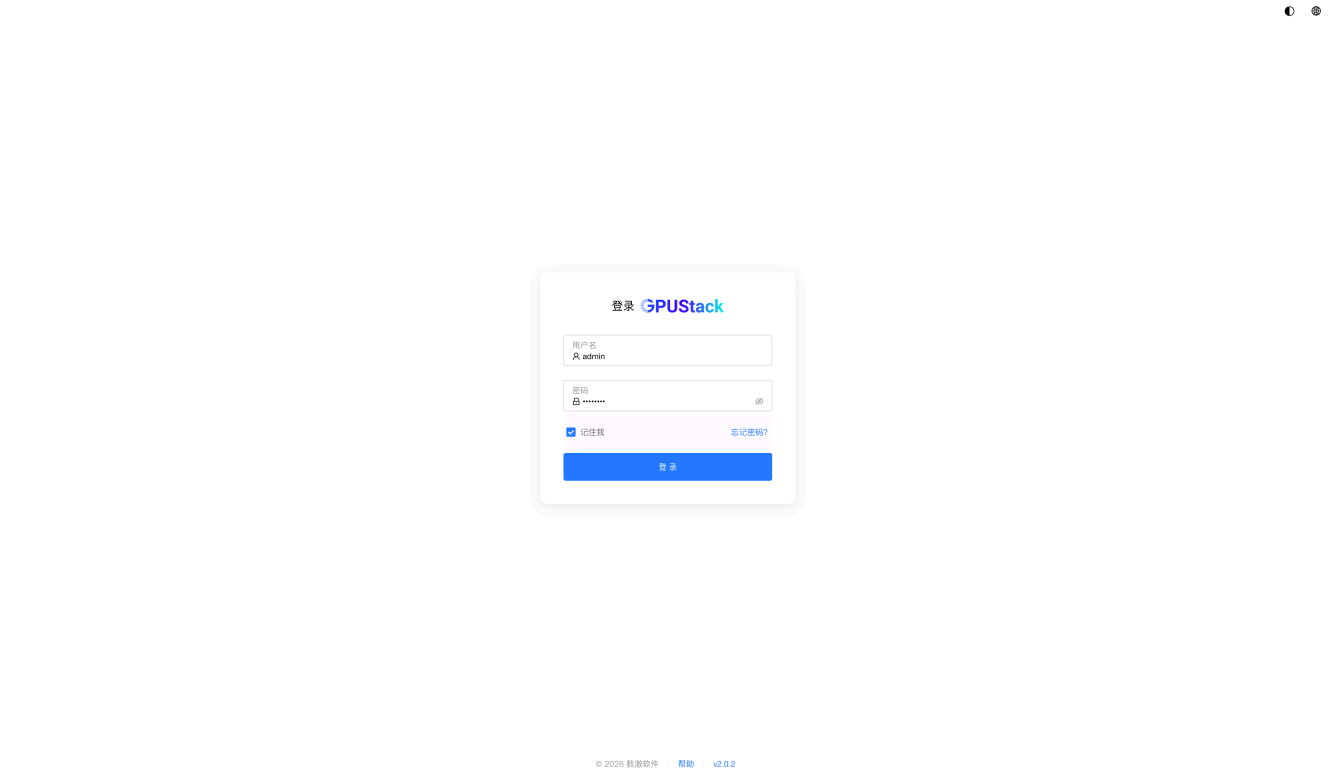 登录 GPUStack
用户名
admin
密码
••••••••
记住我 忘记密码?
登 录
© 2026 数澈软件 帮助 v2.0.2